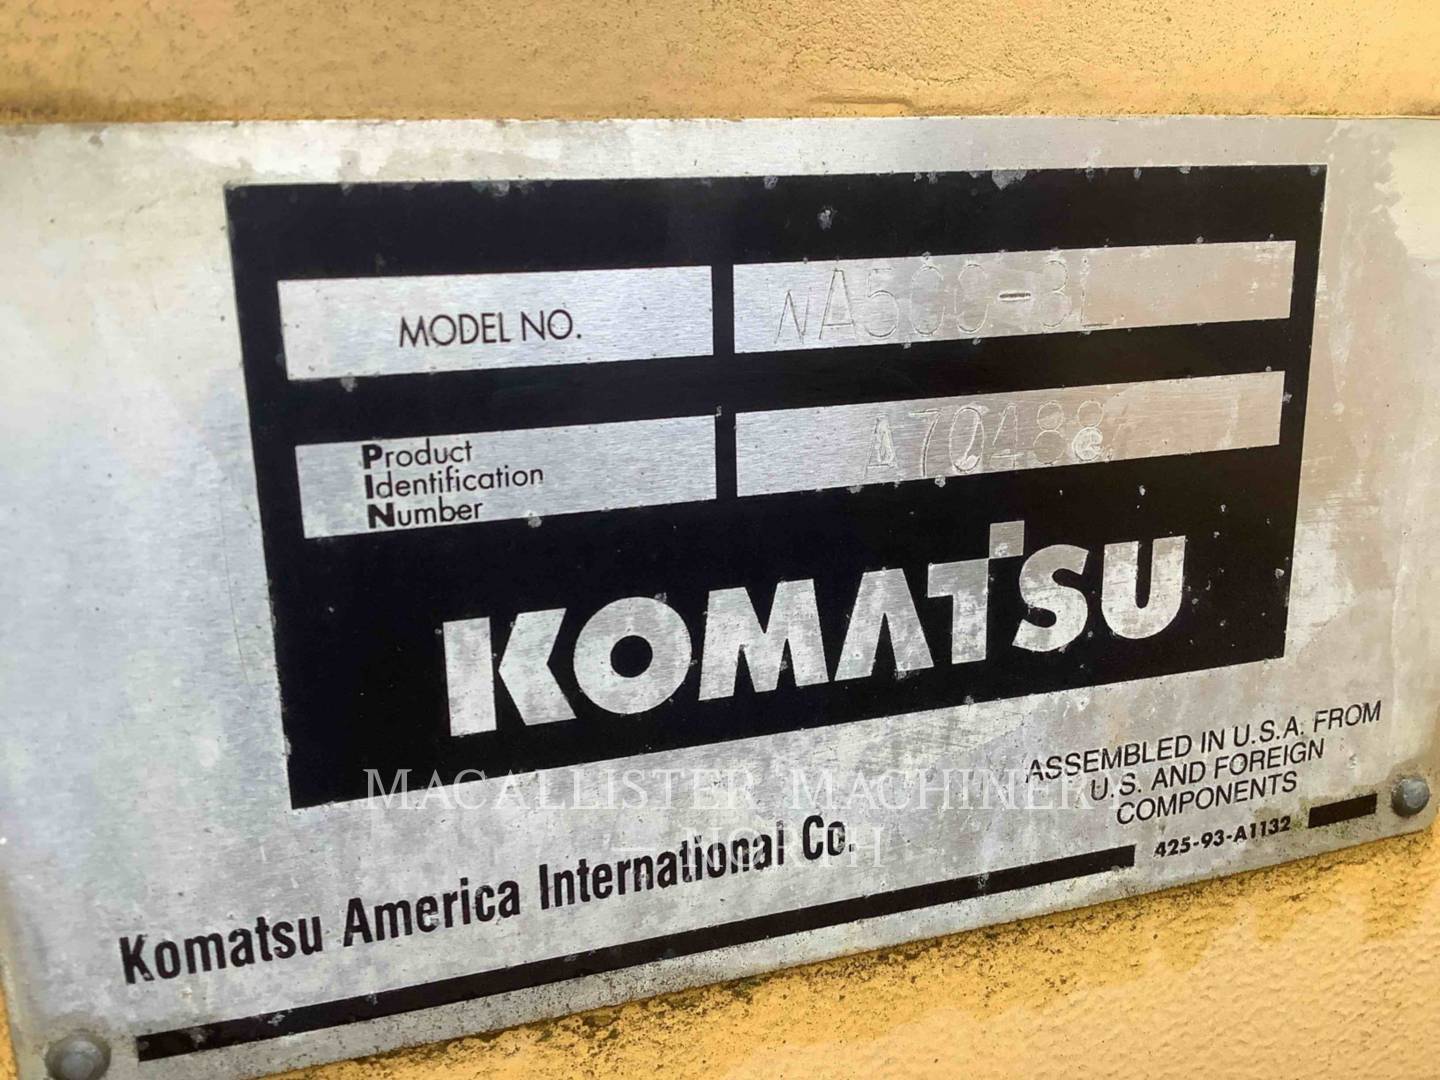 MODEL NO. WA500-3L
Product
Identification
Number
KOMATSU
ASSEMBLED IN U.S.A. FROM
U.S. AND FOREIGN
COMPONENTS
425-93-A1132
Komatsu America International Co.
MACALLISTER MACHINERY
NORTH